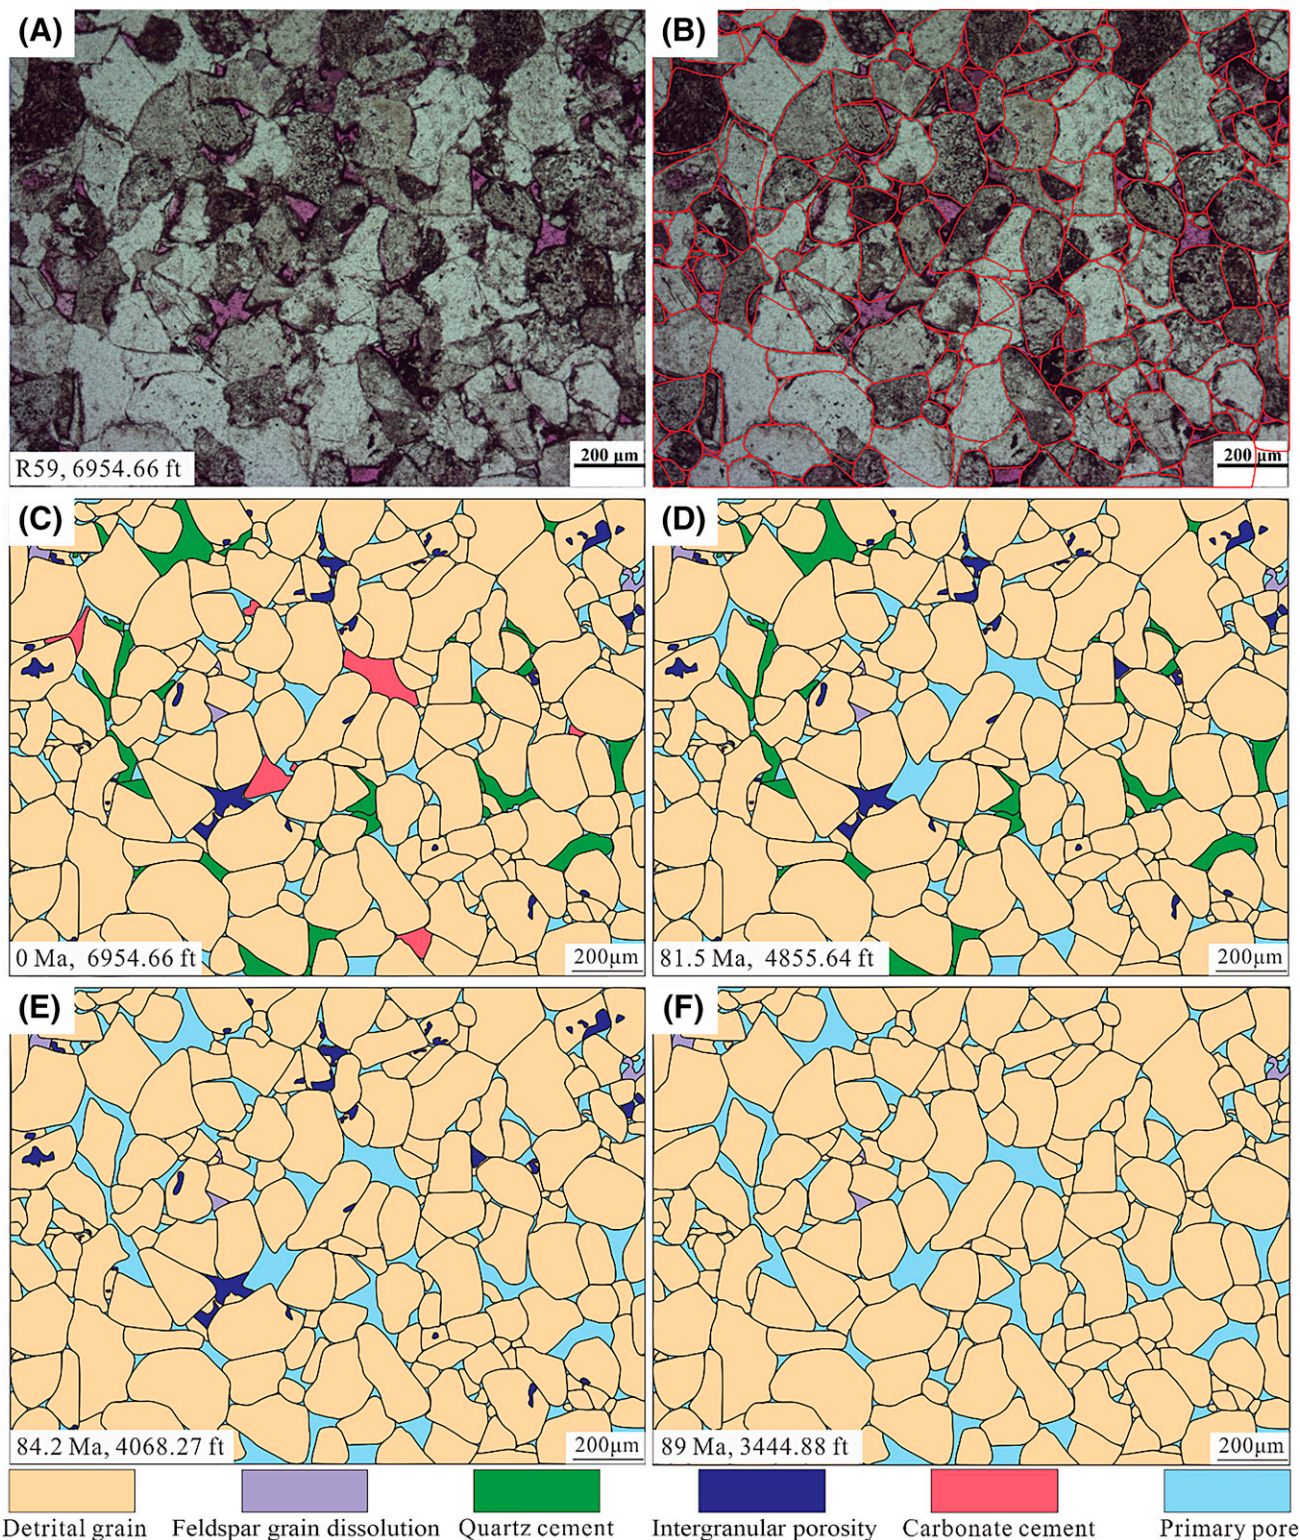 (A)
(B)
R59, 6954.66 ft
200 μm
200 μm
(C)
(D)
0 Ma, 6954.66 ft
200μm
81.5 Ma, 4855.64 ft
200μm
(E)
(F)
84.2 Ma, 4068.27 ft
200μm
89 Ma, 3444.88 ft
200μm
Detrital grain
Feldspar grain dissolution
Quartz cement
Intergranular porosity
Carbonate cement
Primary pore